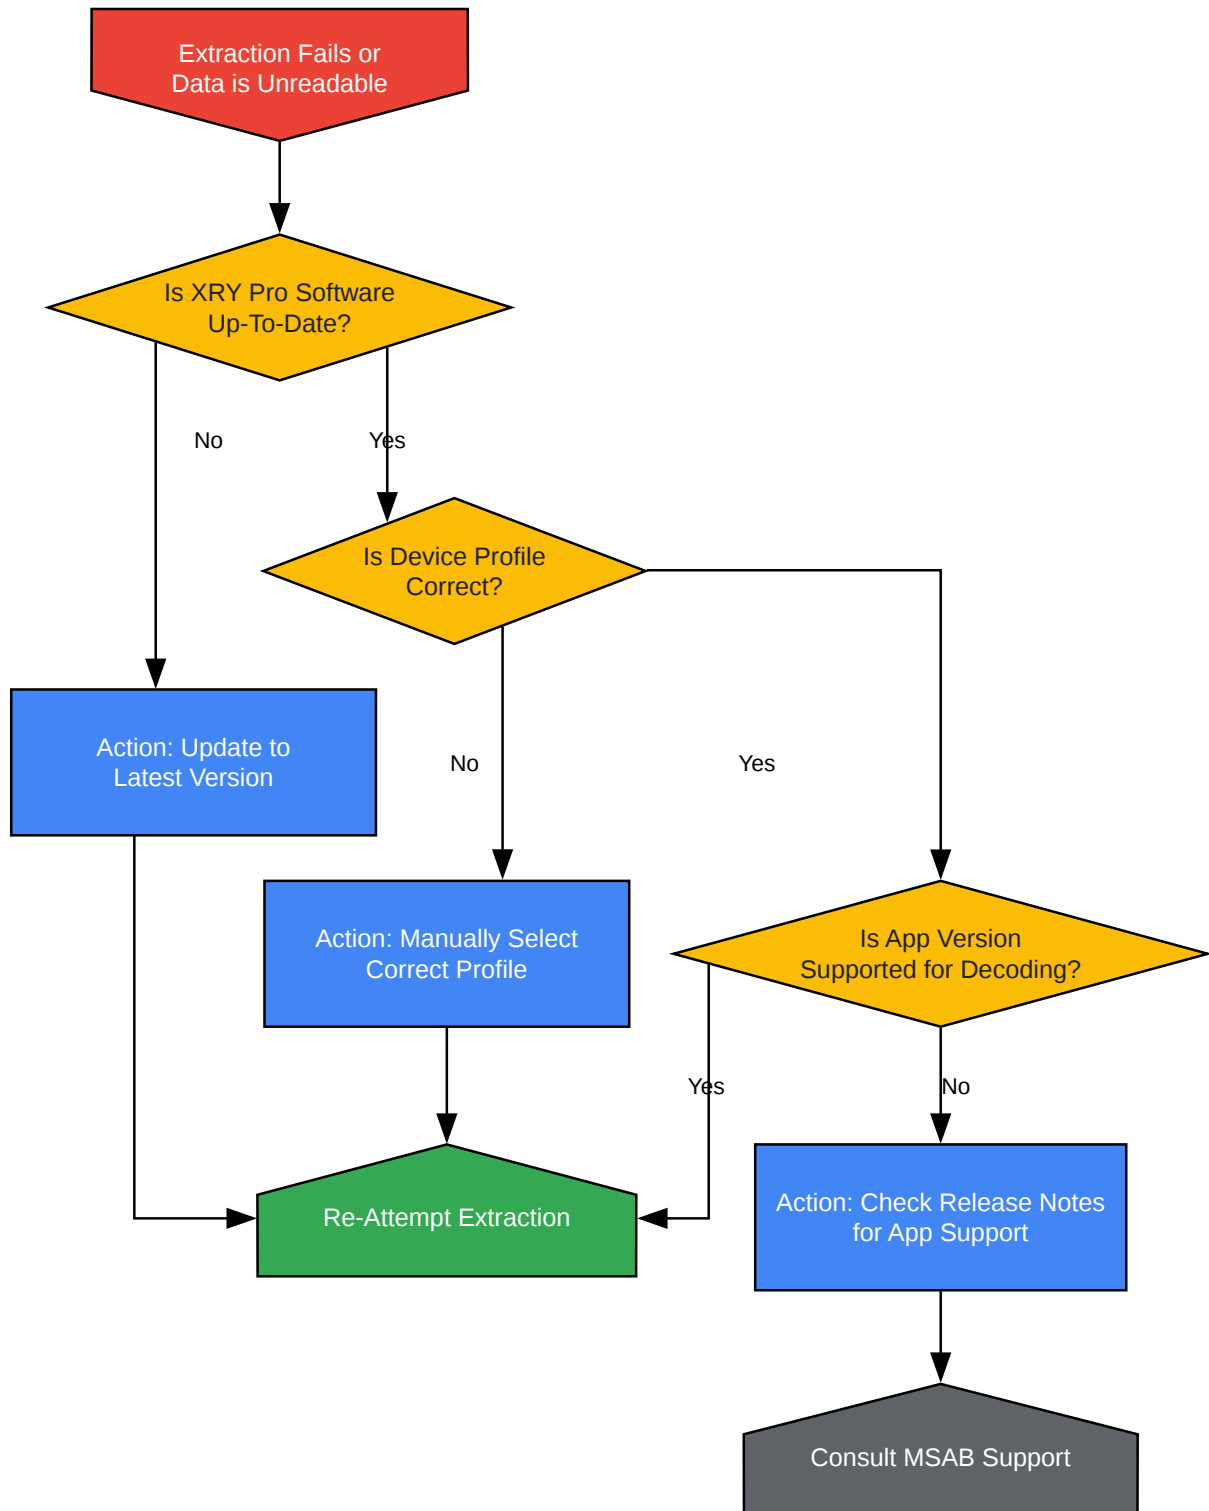 Extraction Fails or
Data is Unreadable
Is XRY Pro Software
Up-To-Date?
No
Yes
Is Device Profile
Correct?
Action: Update to
Latest Version
No
Yes
Action: Manually Select
Correct Profile
Is App Version
Supported for Decoding?
Yes
No
Re-Attempt Extraction
Action: Check Release Notes
for App Support
Consult MSAB Support